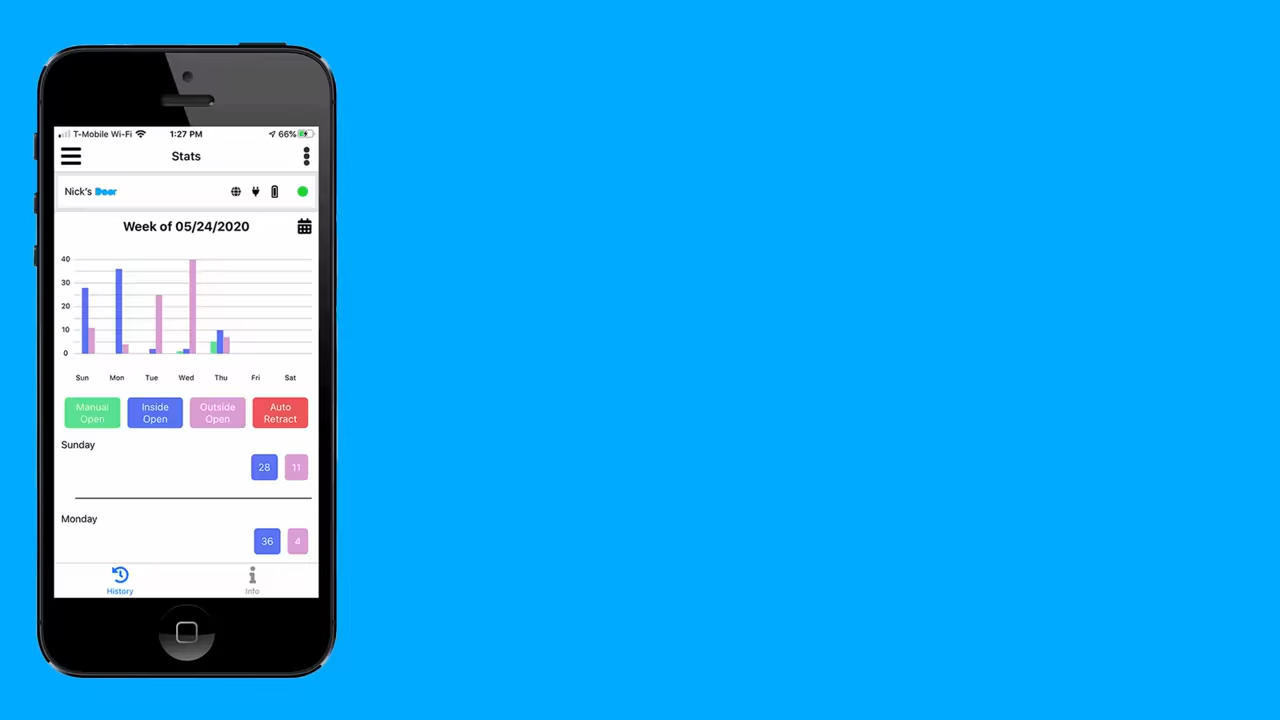 T-Mobile Wi-Fi 1:27 PM 66%
Stats
Nick's Door
Week of 05/24/2020
40
30
20
10
0
Sun Mon Tue Wed Thu Fri Sat
Manual Open
Inside Open
Outside Open
Auto Retract
Sunday
28 11
Monday
36 4
History Info